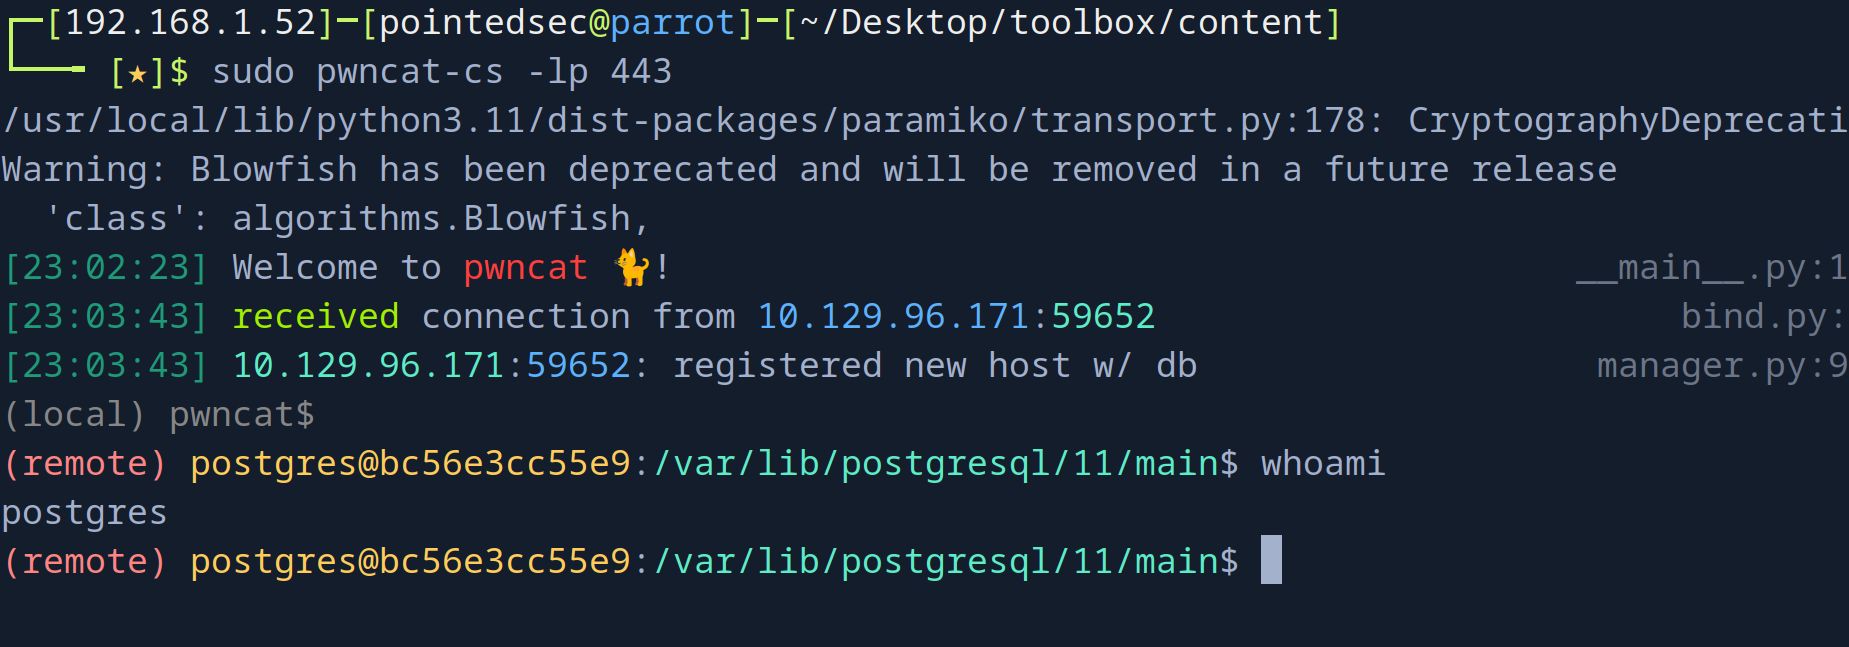 [192.168.1.52]─[pointedsec@parrot]─[~/Desktop/toolbox/content]
[★]$ sudo pwncat-cs -lp 443
/usr/local/lib/python3.11/dist-packages/paramiko/transport.py:178: CryptographyDeprecati
Warning: Blowfish has been deprecated and will be removed in a future release
'class': algorithms.Blowfish,
[23:02:23] Welcome to pwncat 🐈! __main__.py:1
[23:03:43] received connection from 10.129.96.171:59652 bind.py:
[23:03:43] 10.129.96.171:59652: registered new host w/ db manager.py:9
(local) pwncat$
(remote) postgres@bc56e3cc55e9:/var/lib/postgresql/11/main$ whoami
postgres
(remote) postgres@bc56e3cc55e9:/var/lib/postgresql/11/main$